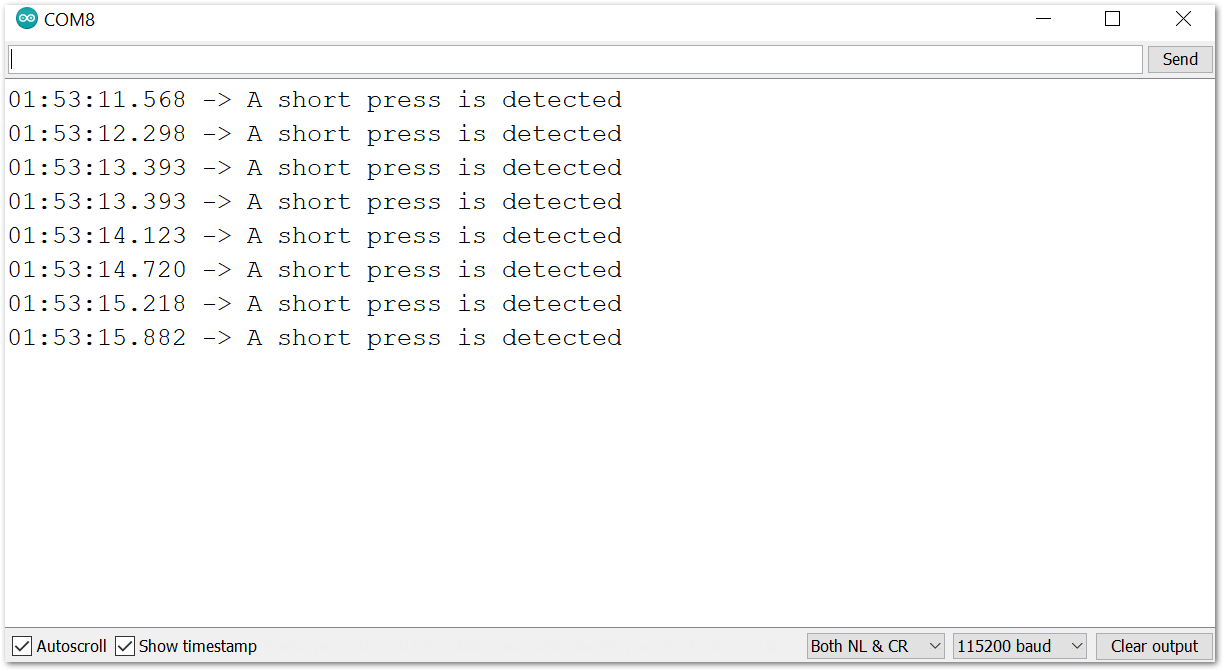 COM8
Send
01:53:11.568 -> A short press is detected
01:53:12.298 -> A short press is detected
01:53:13.393 -> A short press is detected
01:53:13.393 -> A short press is detected
01:53:14.123 -> A short press is detected
01:53:14.720 -> A short press is detected
01:53:15.218 -> A short press is detected
01:53:15.882 -> A short press is detected
Autoscroll Show timestamp Both NL & CR 115200 baud Clear output